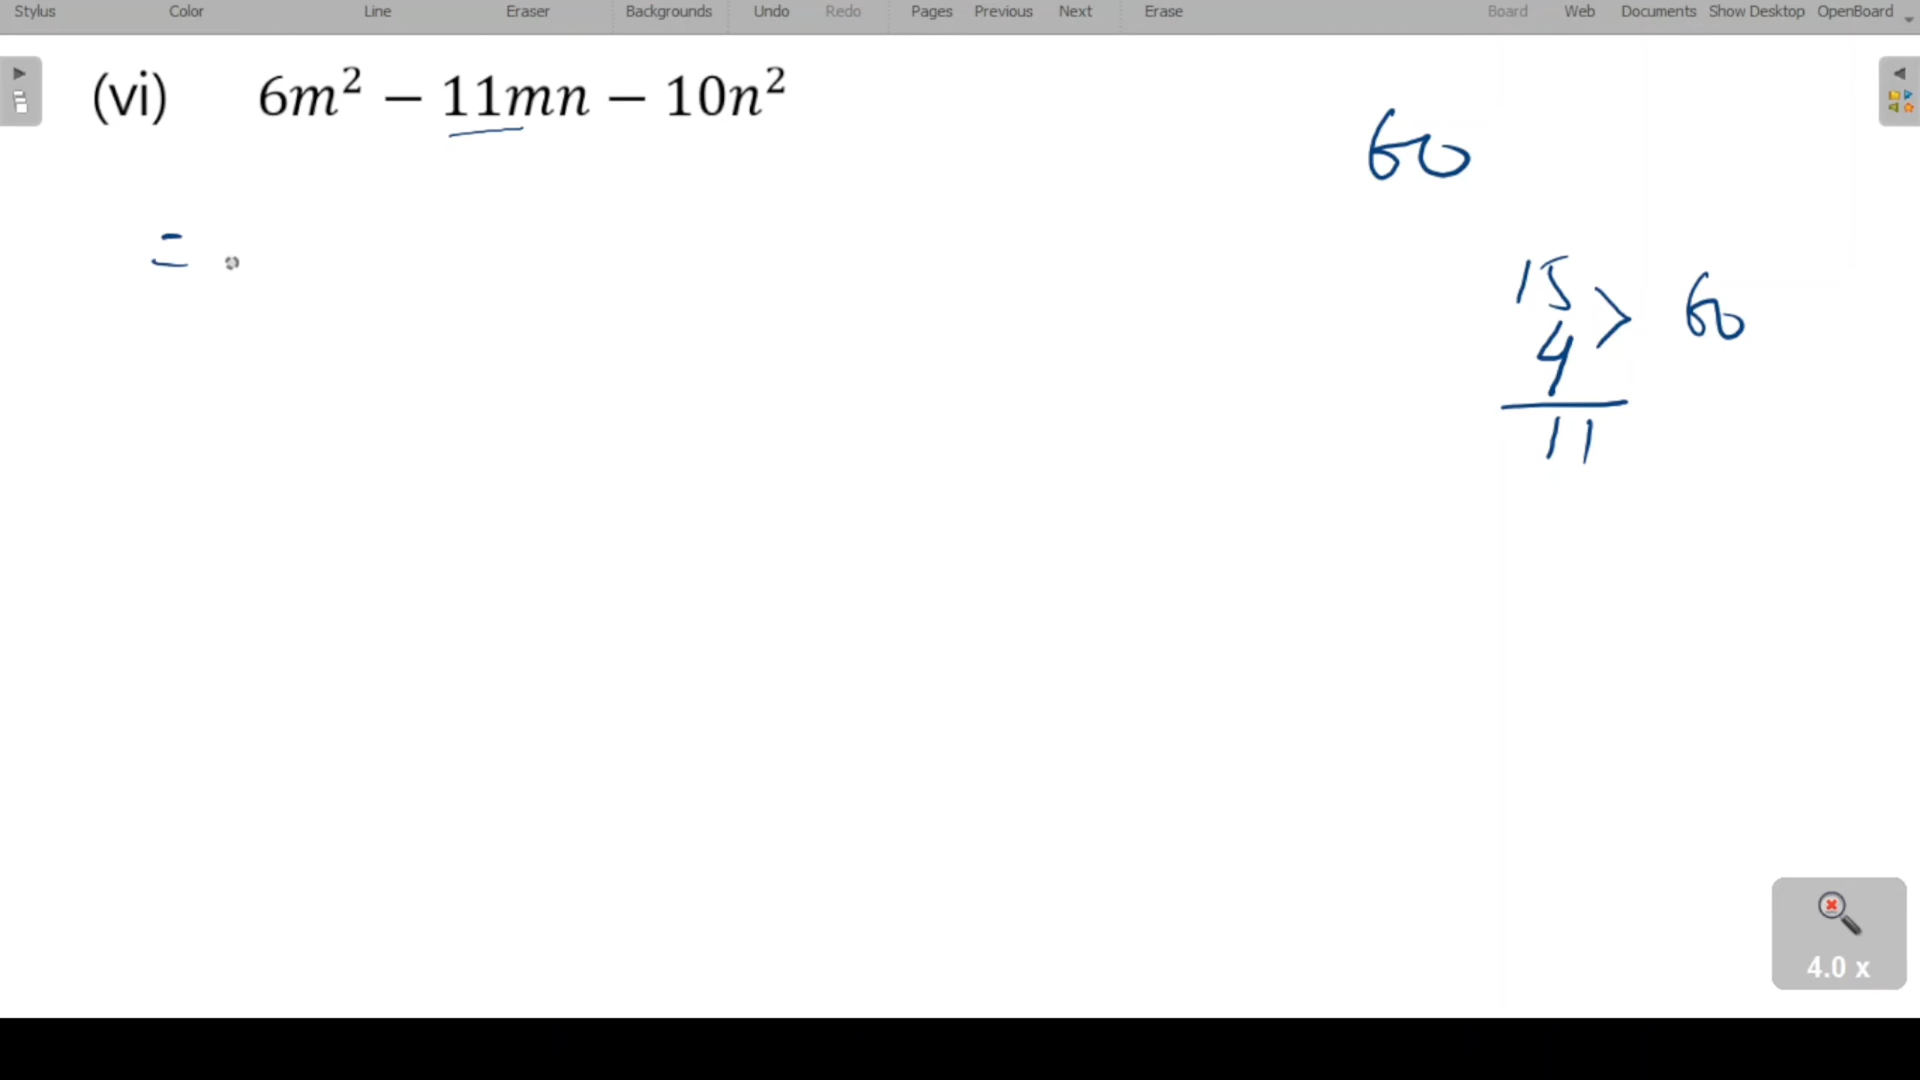 Stylus Color Line Eraser Backgrounds Undo Redo Pages Previous Next Erase Board Web Documents Show Desktop OpenBoard
(vi) 6m² − 11mn − 10n²
60
=
15
4 > 60
11
4.0 x